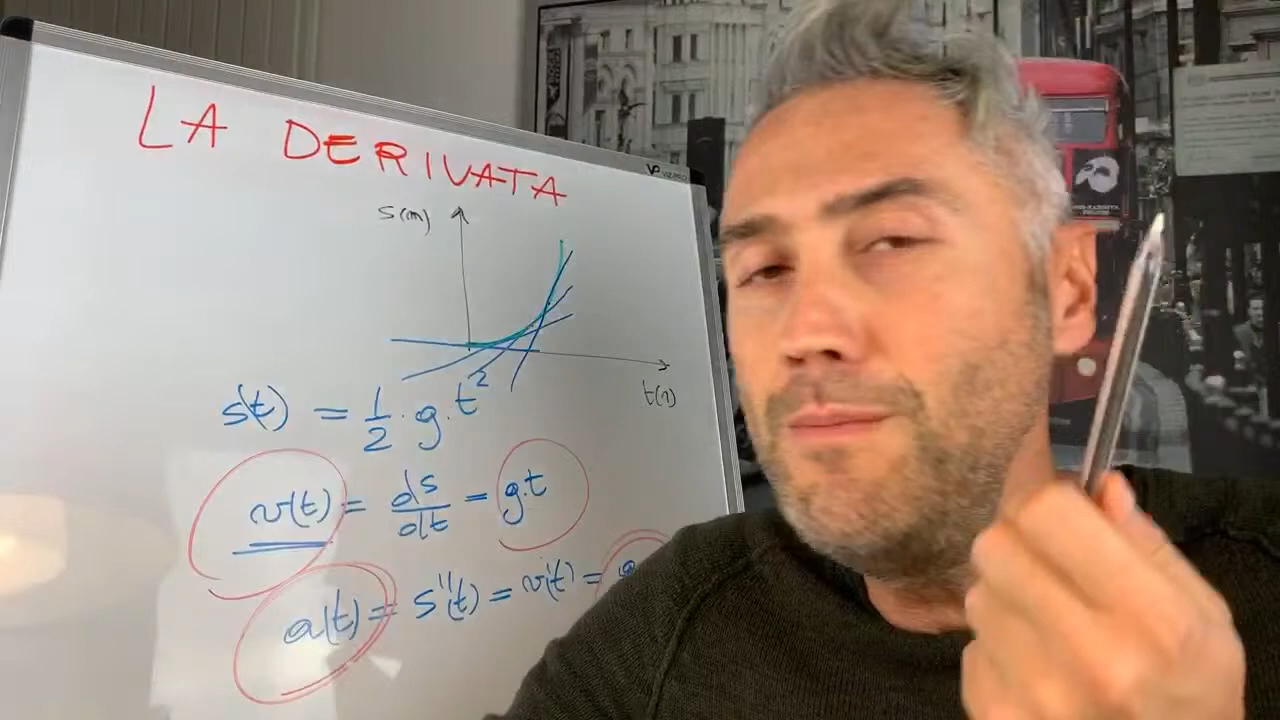 LA DERIVATA
s(m)
t(s)
s(t) = 1/2 · g · t²
v(t) = ds/dt = g·t
a(t) = s''(t) = v'(t) =